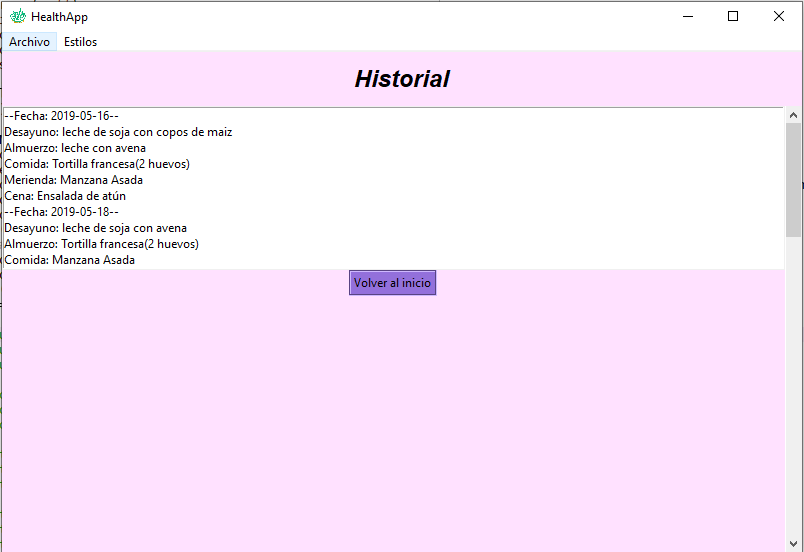 HealthApp
Archivo Estilos
Historial
--Fecha: 2019-05-16--
Desayuno: leche de soja con copos de maiz
Almuerzo: leche con avena
Comida: Tortilla francesa(2 huevos)
Merienda: Manzana Asada
Cena: Ensalada de atún
--Fecha: 2019-05-18--
Desayuno: leche de soja con avena
Almuerzo: Tortilla francesa(2 huevos)
Comida: Manzana Asada
Volver al inicio